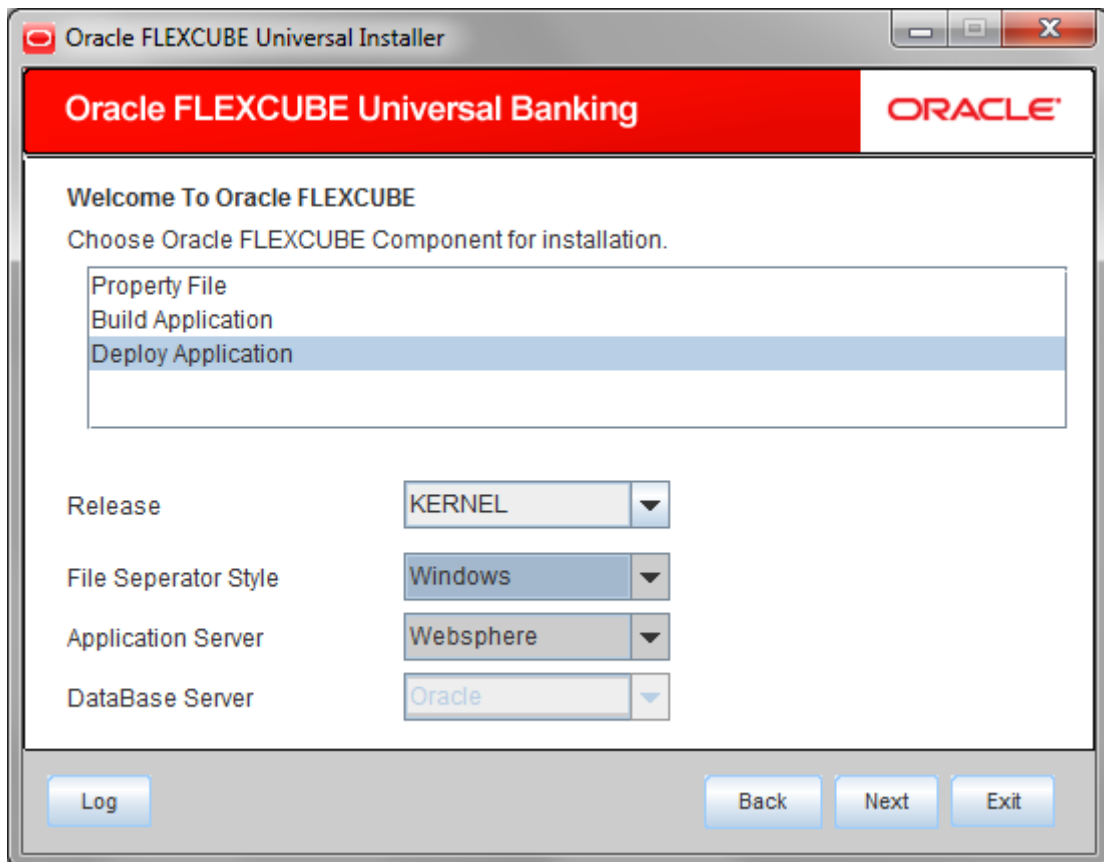 Oracle FLEXCUBE Universal Installer
Oracle FLEXCUBE Universal Banking
ORACLE
Welcome To Oracle FLEXCUBE
Choose Oracle FLEXCUBE Component for installation.
Property File
Build Application
Deploy Application
Release KERNEL
File Seperator Style Windows
Application Server Websphere
DataBase Server Oracle
Log Back Next Exit